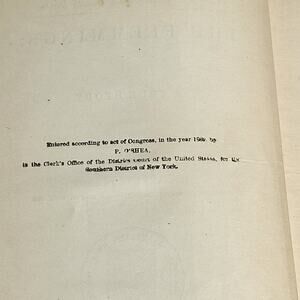 Entered according to act of Congress, in the year 1869 by
P. O'SHEA,
in the Clerk's Office of the District Court of the United States, for the
Southern District of New York.